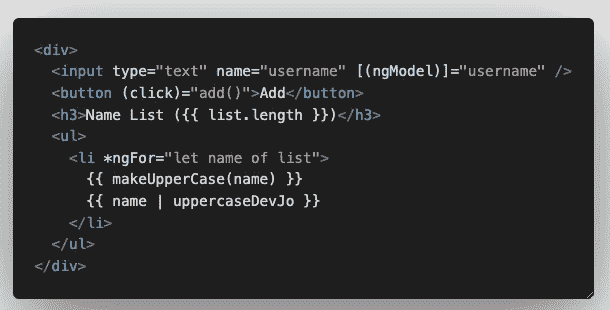 <div>
  <input type="text" name="username" [(ngModel)]="username" />
  <button (click)="add()">Add</button>
  <h3>Name List ({{ list.length }})</h3>
  <ul>
    <li *ngFor="let name of list">
      {{ makeUpperCase(name) }}
      {{ name | uppercaseDevJo }}
    </li>
  </ul>
</div>